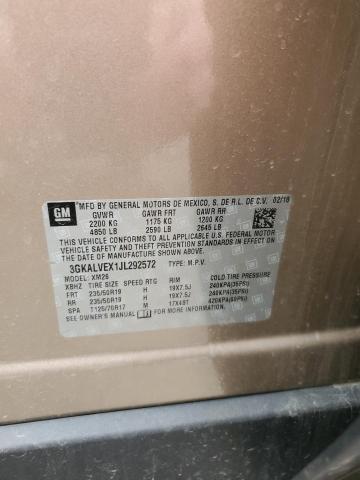 GM
MFD BY GENERAL MOTORS DE MEXICO, S. DE R.L. DE C.V. 02/18
GVWR GAWR FRT GAWR RR
2200 KG 1175 KG 1200 KG
4850 LB 2590 LB 2645 LB
THIS VEHICLE CONFORMS TO ALL APPLICABLE U.S. FEDERAL MOTOR
VEHICLE SAFETY AND THEFT PREVENTION STANDARDS IN EFFECT ON
THE DATE OF MANUFACTURE SHOWN ABOVE.
3GKALVEX1JL292572 TYPE: M.P.V.
XM26
XBHZ TIRE SIZE SPEED RTG RIM COLD TIRE PRESSURE
FRT 235/50R19 H 19X7.5J 240KPA(35PSI)
RR 235/50R19 H 19X7.5J 240KPA(35PSI)
SPA T125/70R17 M 17X4BT 420KPA(60PSI)
SEE OWNER'S MANUAL FOR MORE INFORMATION.